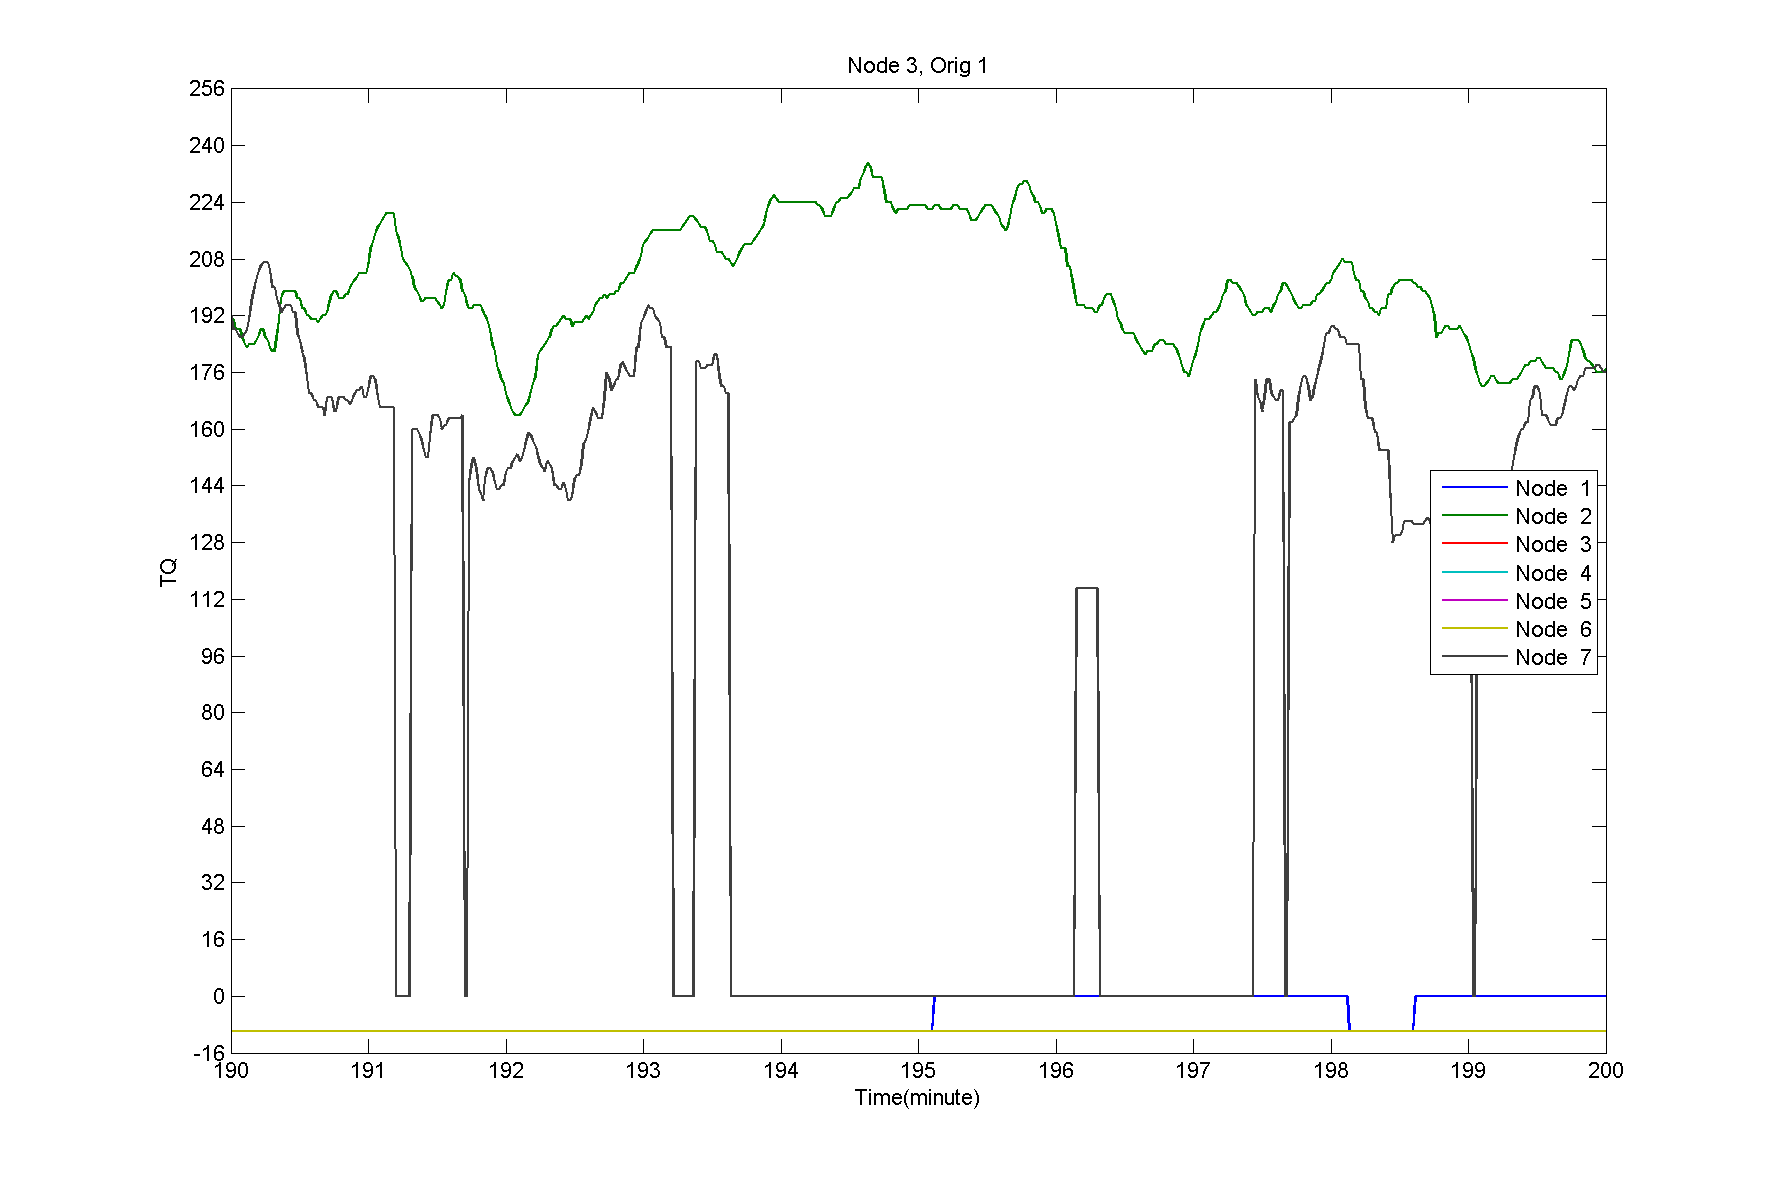 Node 3, Orig 1
256
240
224
208
192
176
160
144
128
112
96
80
64
48
32
16
0
-16
TQ
Node 1
Node 2
Node 3
Node 4
Node 5
Node 6
Node 7
190 191 192 193 194 195 196 197 198 199 200
Time(minute)